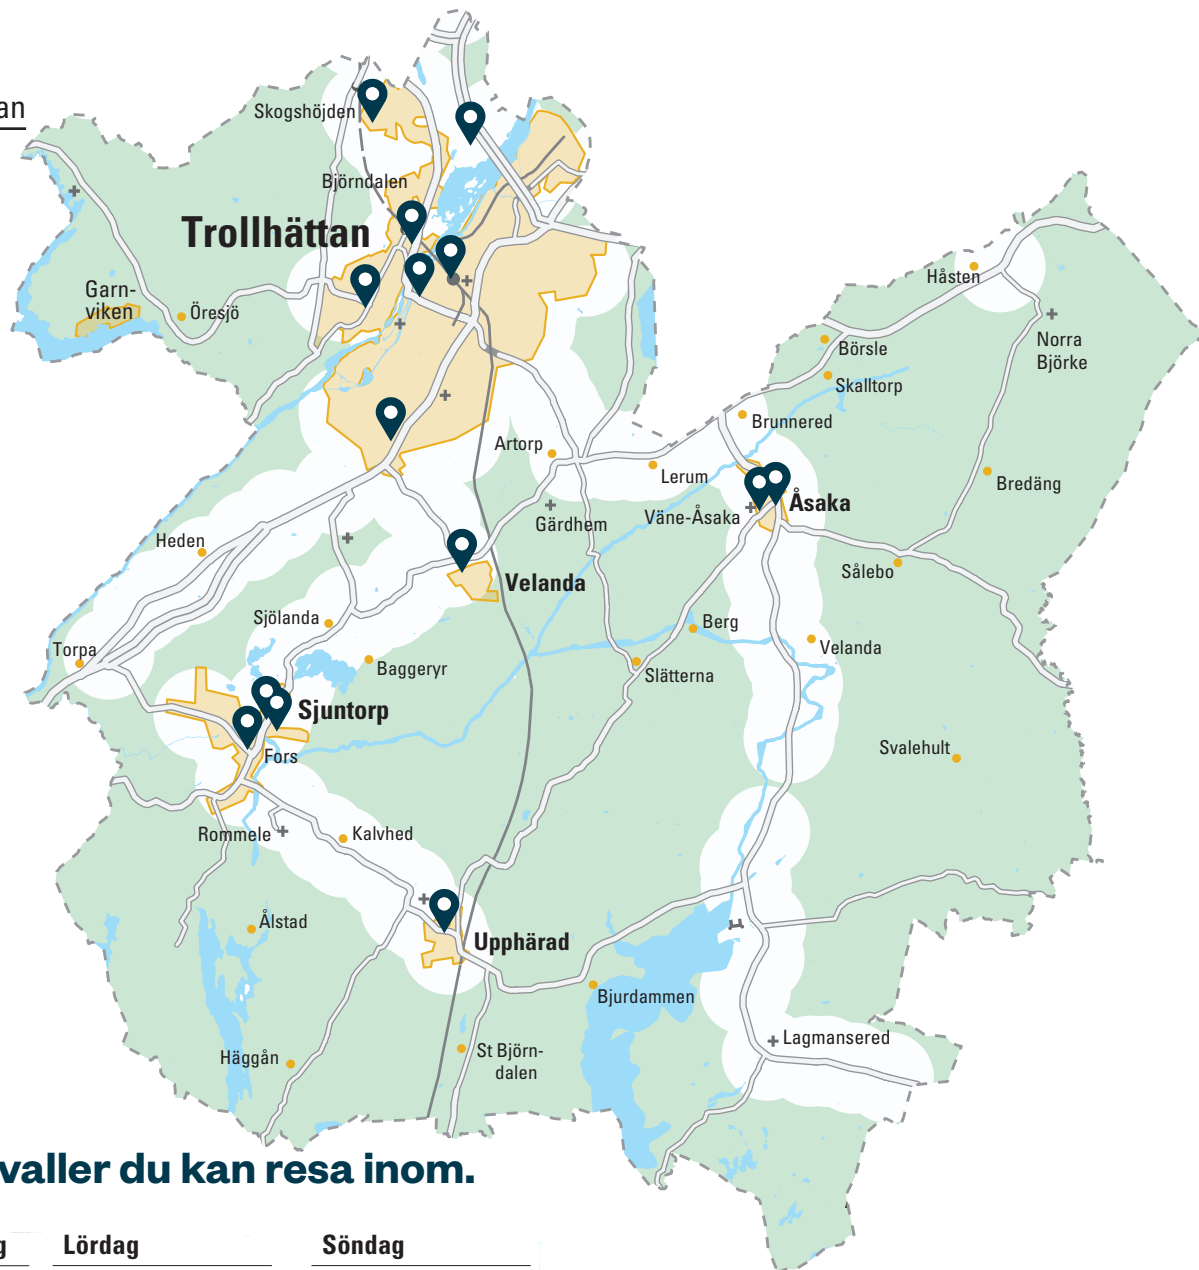 an
Skogshöjden
Björndalen
Trollhättan
Garn-
viken
Öresjö
Håsten
Norra
Björke
Börsle
Skalltorp
Brunnered
Artorp
Lerum
Bredäng
Väne-Åsaka
Åsaka
Gärdhem
Heden
Sålebo
Velanda
Sjölanda
Berg
Velanda
Torpa
Baggeryr
Slätterna
Sjuntorp
Svalehult
Fors
Rommele
Kalvhed
Ålstad
Upphärad
Bjurdammen
Lagmansered
Häggån
St Björn-
dalen
valler du kan resa inom.
g
Lördag
Söndag